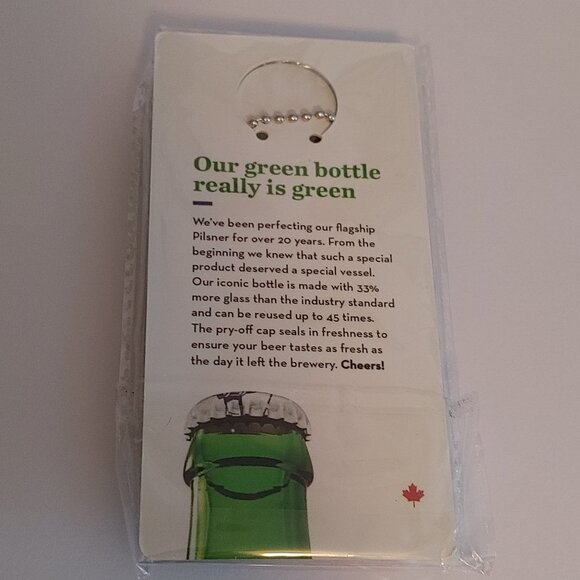 Our green bottle
really is green
We've been perfecting our flagship
Pilsner for over 20 years. From the
beginning we knew that such a special
product deserved a special vessel.
Our iconic bottle is made with 33%
more glass than the industry standard
and can be reused up to 45 times.
The pry-off cap seals in freshness to
ensure your beer tastes as fresh as
the day it left the brewery. Cheers!